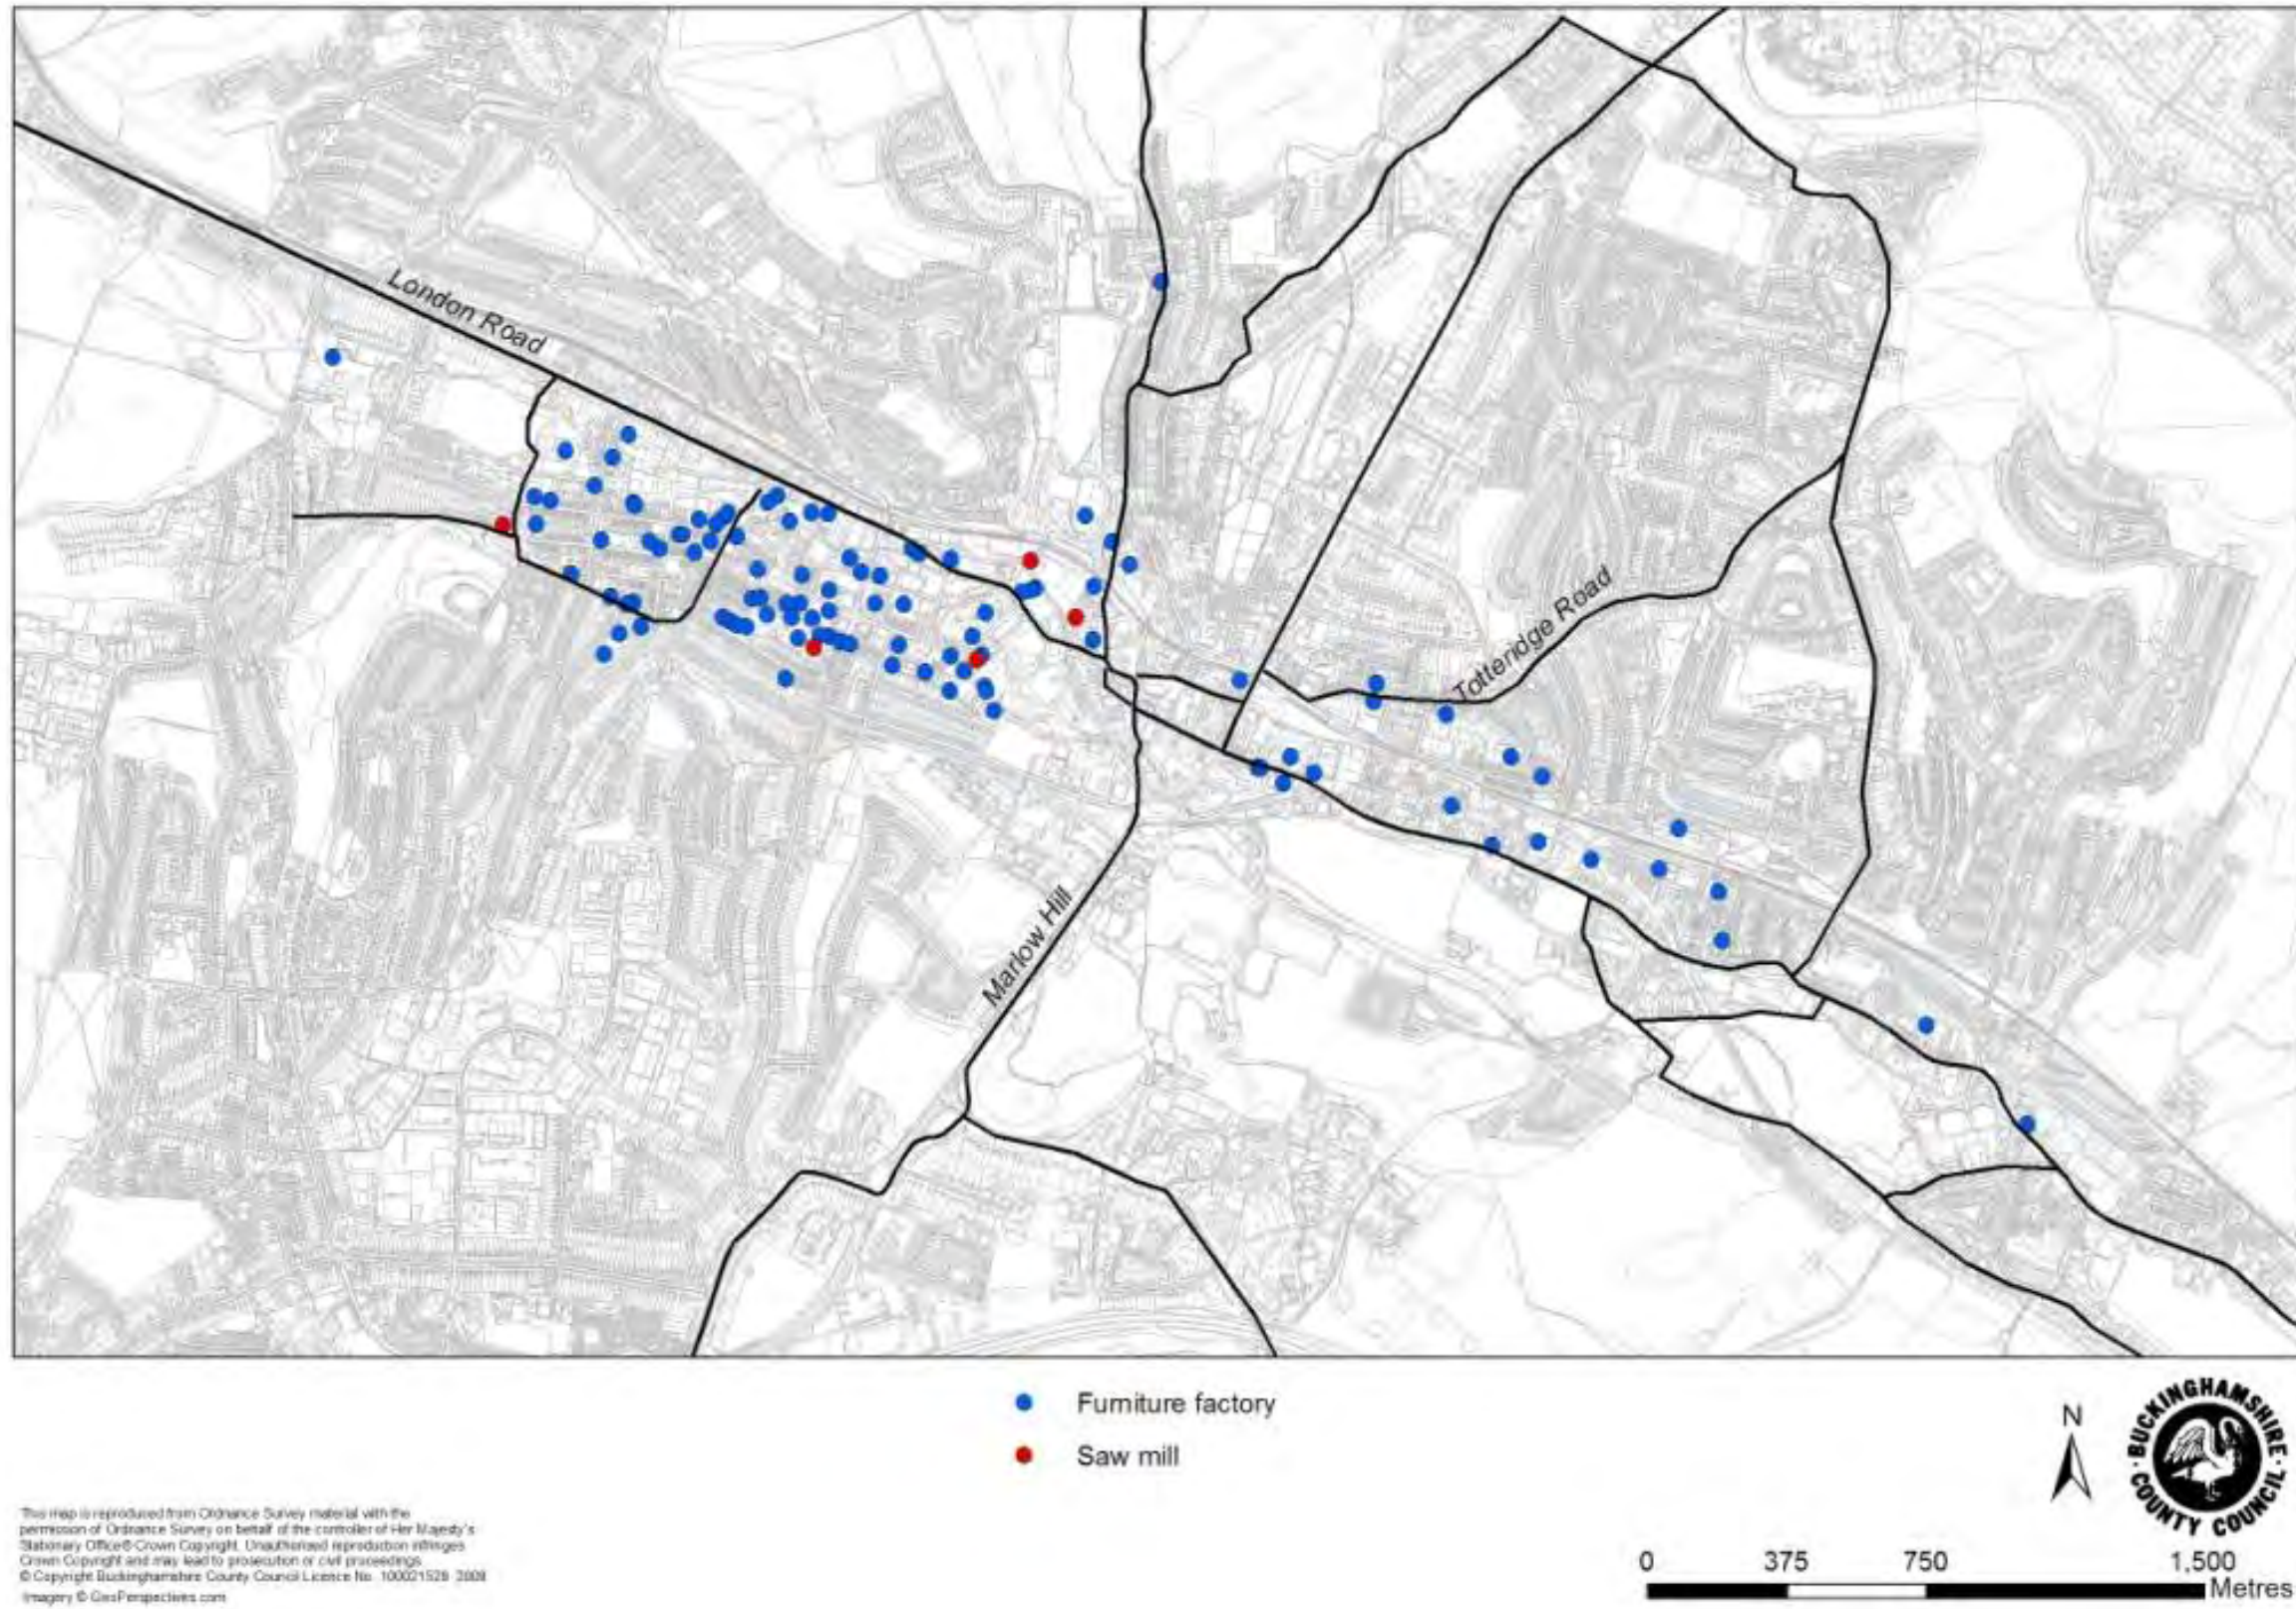 London Road
Totteridge Road
Marlow Hill
Furniture factory
Saw mill
N
BUCKINGHAMSHIRE
· COUNTY COUNCIL ·
This map is reproduced from Ordnance Survey material with the
permission of Ordnance Survey on behalf of the controller of Her Majesty's
Stationary Office® Crown Copyright. Unauthorised reproduction infringes
Crown Copyright and may lead to prosecution or civil proceedings
© Copyright Buckinghamshire County Council Licence No. 100021529 2008
Imagery © GeoPerspectives.com
0 375 750 1,500
Metres